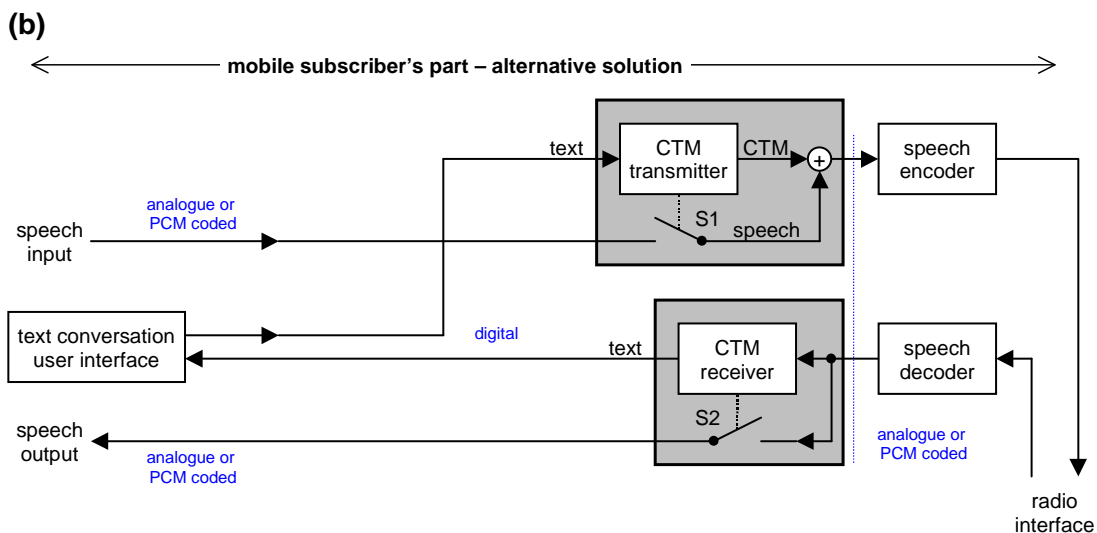 (b)
mobile subscriber's part – alternative solution
text
CTM
transmitter
CTM
+
speech
encoder
analogue or
PCM coded
speech
input
S1
speech
text conversation
user interface
digital
text
CTM
receiver
speech
decoder
S2
speech
output
analogue or
PCM coded
analogue or
PCM coded
radio
interface